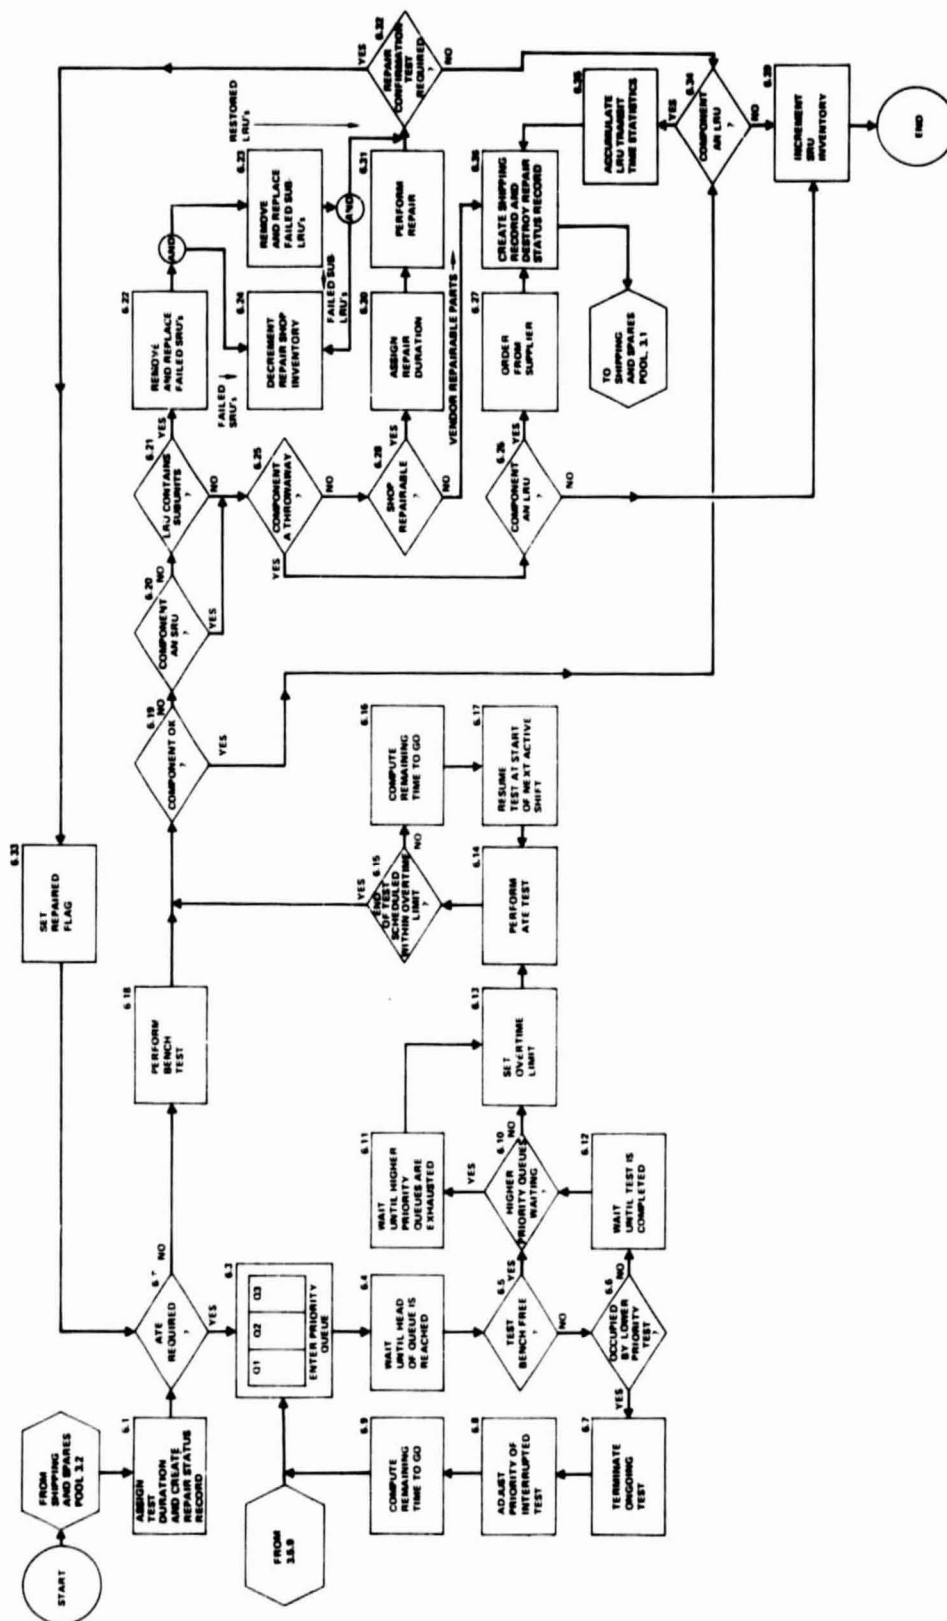 START
FROM
SHIPPING
AND SPARES
POOL 3.2
6.1
ASSIGN
TEST
DURATION
AND CREATE
REPAIR STATUS
RECORD
ATE
REQUIRED
?
NO
YES
6.3
Q1
Q2
Q3
ENTER PRIORITY
QUEUE
FROM
3.5.9
6.4
WAIT
UNTIL HEAD
OF QUEUE IS
REACHED
6.5
TEST
BENCH FREE
?
YES
NO
6.6
OCCUPIED
BY LOWER
PRIORITY
TEST
?
NO
YES
6.7
TERMINATE
ONGOING
TEST
6.8
ADJUST
PRIORITY OF
INTERRUPTED
TEST
6.9
COMPUTE
REMAINING
TIME TO GO
6.10
HIGHER
PRIORITY QUEUES
WAITING
?
YES
NO
6.11
WAIT
UNTIL HIGHER
PRIORITY
QUEUES ARE
EXHAUSTED
6.12
WAIT
UNTIL TEST IS
COMPLETED
6.13
SET
OVERTIME
LIMIT
6.14
PERFORM
ATE TEST
6.15
END
OF TEST
SCHEDULED
WITHIN OVERTIME
LIMIT
?
YES
NO
6.16
COMPUTE
REMAINING
TIME TO GO
6.17
RESUME
TEST AT START
OF NEXT ACTIVE
SHIFT
6.18
PERFORM
BENCH
TEST
6.33
SET
REPAIRED
FLAG
6.19
COMPONENT OK
?
NO
YES
6.20
COMPONENT
AN SRU
?
NO
YES
6.21
LRU CONTAINS
SUBUNITS
?
YES
NO
6.22
REMOVE
AND REPLACE
FAILED SRU's
AND
FAILED
SRU's
6.23
REMOVE
AND REPLACE
FAILED SUB-
LRU's
6.24
DECREMENT
REPAIR SHOP
INVENTORY
FAILED SUB-
LRU's
AND
RESTORED
LRU's
6.25
COMPONENT
A THROWAWAY
?
YES
NO
6.28
SHOP
REPAIRABLE
?
YES
NO
ASSIGN
REPAIR
DURATION
6.31
PERFORM
REPAIR
6.32
REPAIR
CONFIRMATION
TEST
REQUIRED
?
YES
NO
VENDOR REPAIRABLE PARTS
6.26
COMPONENT
AN LRU
?
YES
NO
6.27
ORDER
FROM
SUPPLIER
CREATE SHIPPING
RECORD AND
DESTROY REPAIR
STATUS RECORD
TO
SHIPPING
AND SPARES
POOL, 3.1
ACCUMULATE
LRU TRANSIT
TIME STATISTICS
6.34
COMPONENT
AN LRU
?
YES
NO
INCREMENT
SRU
INVENTORY
END